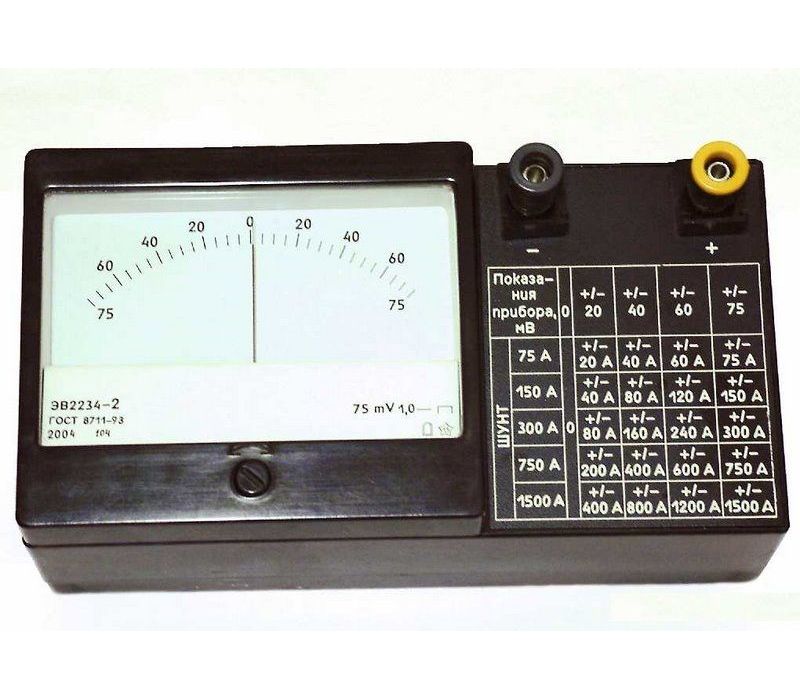 75 60 40 20 0 20 40 60 75
ЭВ2234-2
ГОСТ 8711-93
2004 104
75 mV 1,0
- +
Показа-
ния
прибора,
мВ
0 +/- 20 +/- 40 +/- 60 +/- 75
ШУНТ
0
75 А +/- 20 А +/- 40 А +/- 60 А +/- 75 А
150 А +/- 40 А +/- 80 А +/- 120 А +/- 150 А
300 А +/- 80 А +/- 160 А +/- 240 А +/- 300 А
750 А +/- 200 А +/- 400 А +/- 600 А +/- 750 А
1500 А +/- 400 А +/- 800 А +/- 1200 А +/- 1500 А